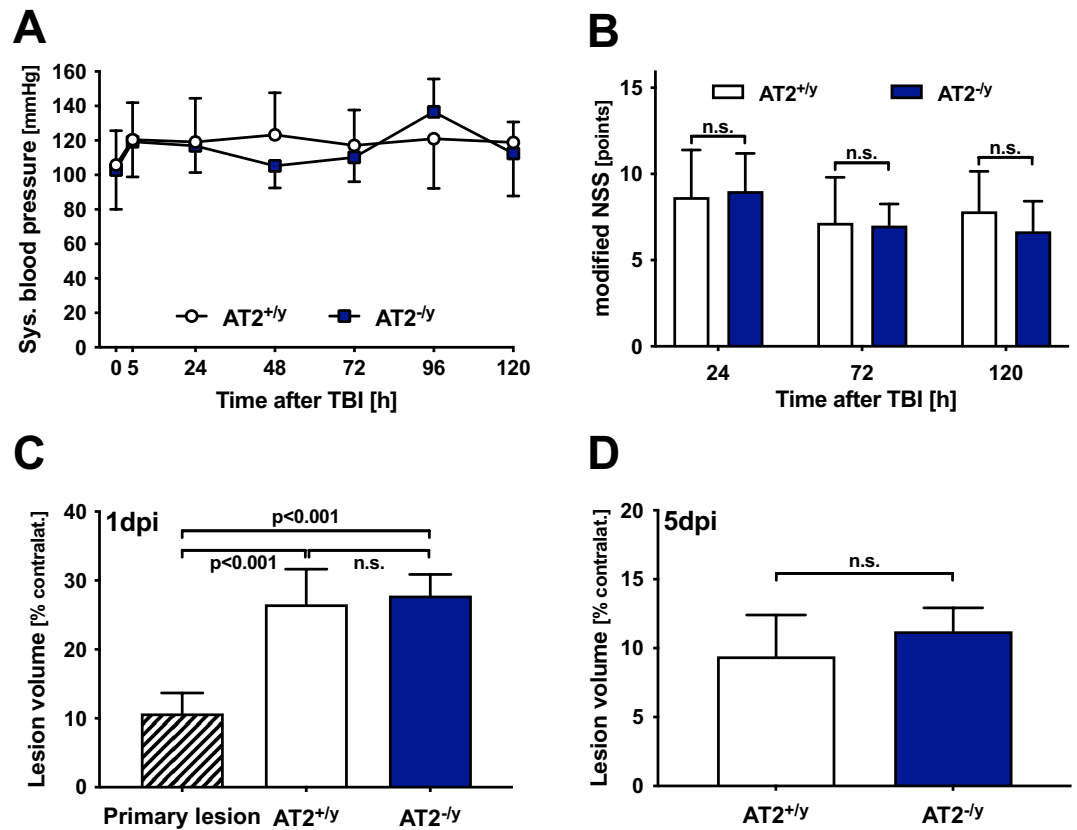 A
Sys. blood pressure [mmHg]
160
140
120
100
80
60
40
20
0
AT2+/y
AT2-/y
0 5 24 48 72 96 120
Time after TBI [h]
B
modified NSS [points]
15
10
5
0
AT2+/y
AT2-/y
n.s.
n.s.
n.s.
24 72 120
Time after TBI [h]
C
Lesion volume [% contralat.]
40
30
20
10
0
1dpi
p<0.001
p<0.001
n.s.
Primary lesion AT2+/y AT2-/y
D
Lesion volume [% contralat.]
20
15
10
5
0
5dpi
n.s.
AT2+/y AT2-/y